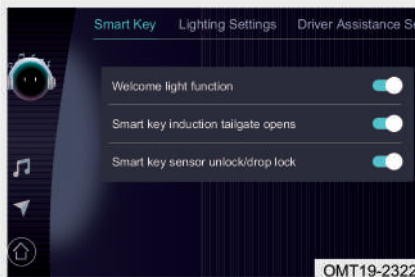 Smart Key Lighting Settings Driver Assistance S
Welcome light function
Smart key induction tailgate opens
Smart key sensor unlock/drop lock
OMT19-2322